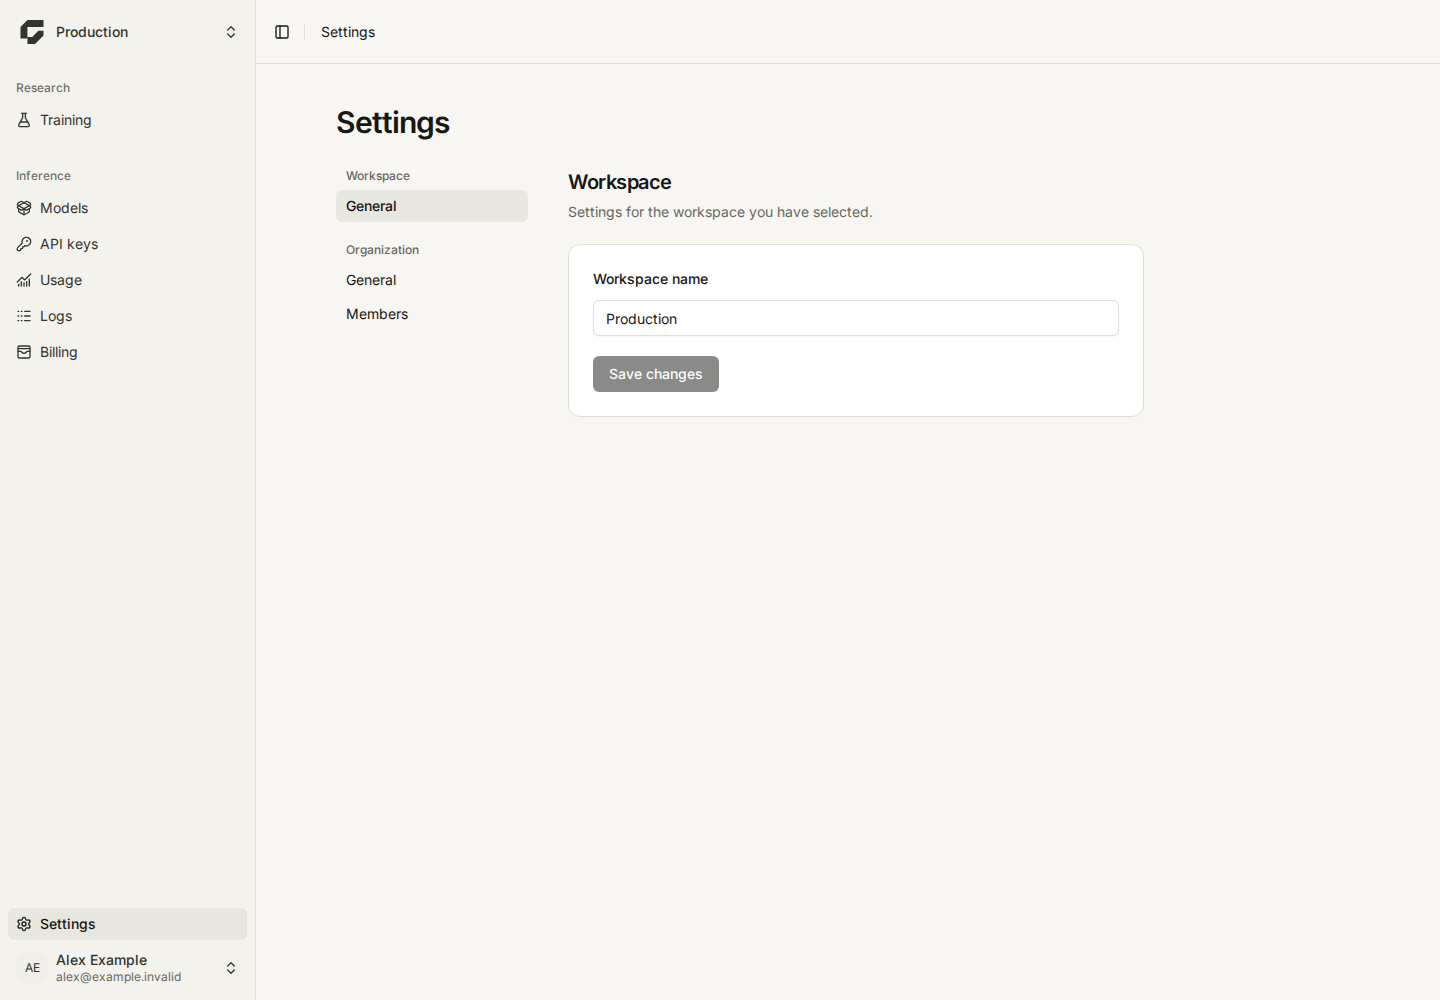 Production
Settings
Research
Training
Inference
Models
API keys
Usage
Logs
Billing
Settings
AE
Alex Example
alex@example.invalid
Settings
Workspace
General
Organization
General
Members
Workspace
Settings for the workspace you have selected.
Workspace name
Production
Save changes